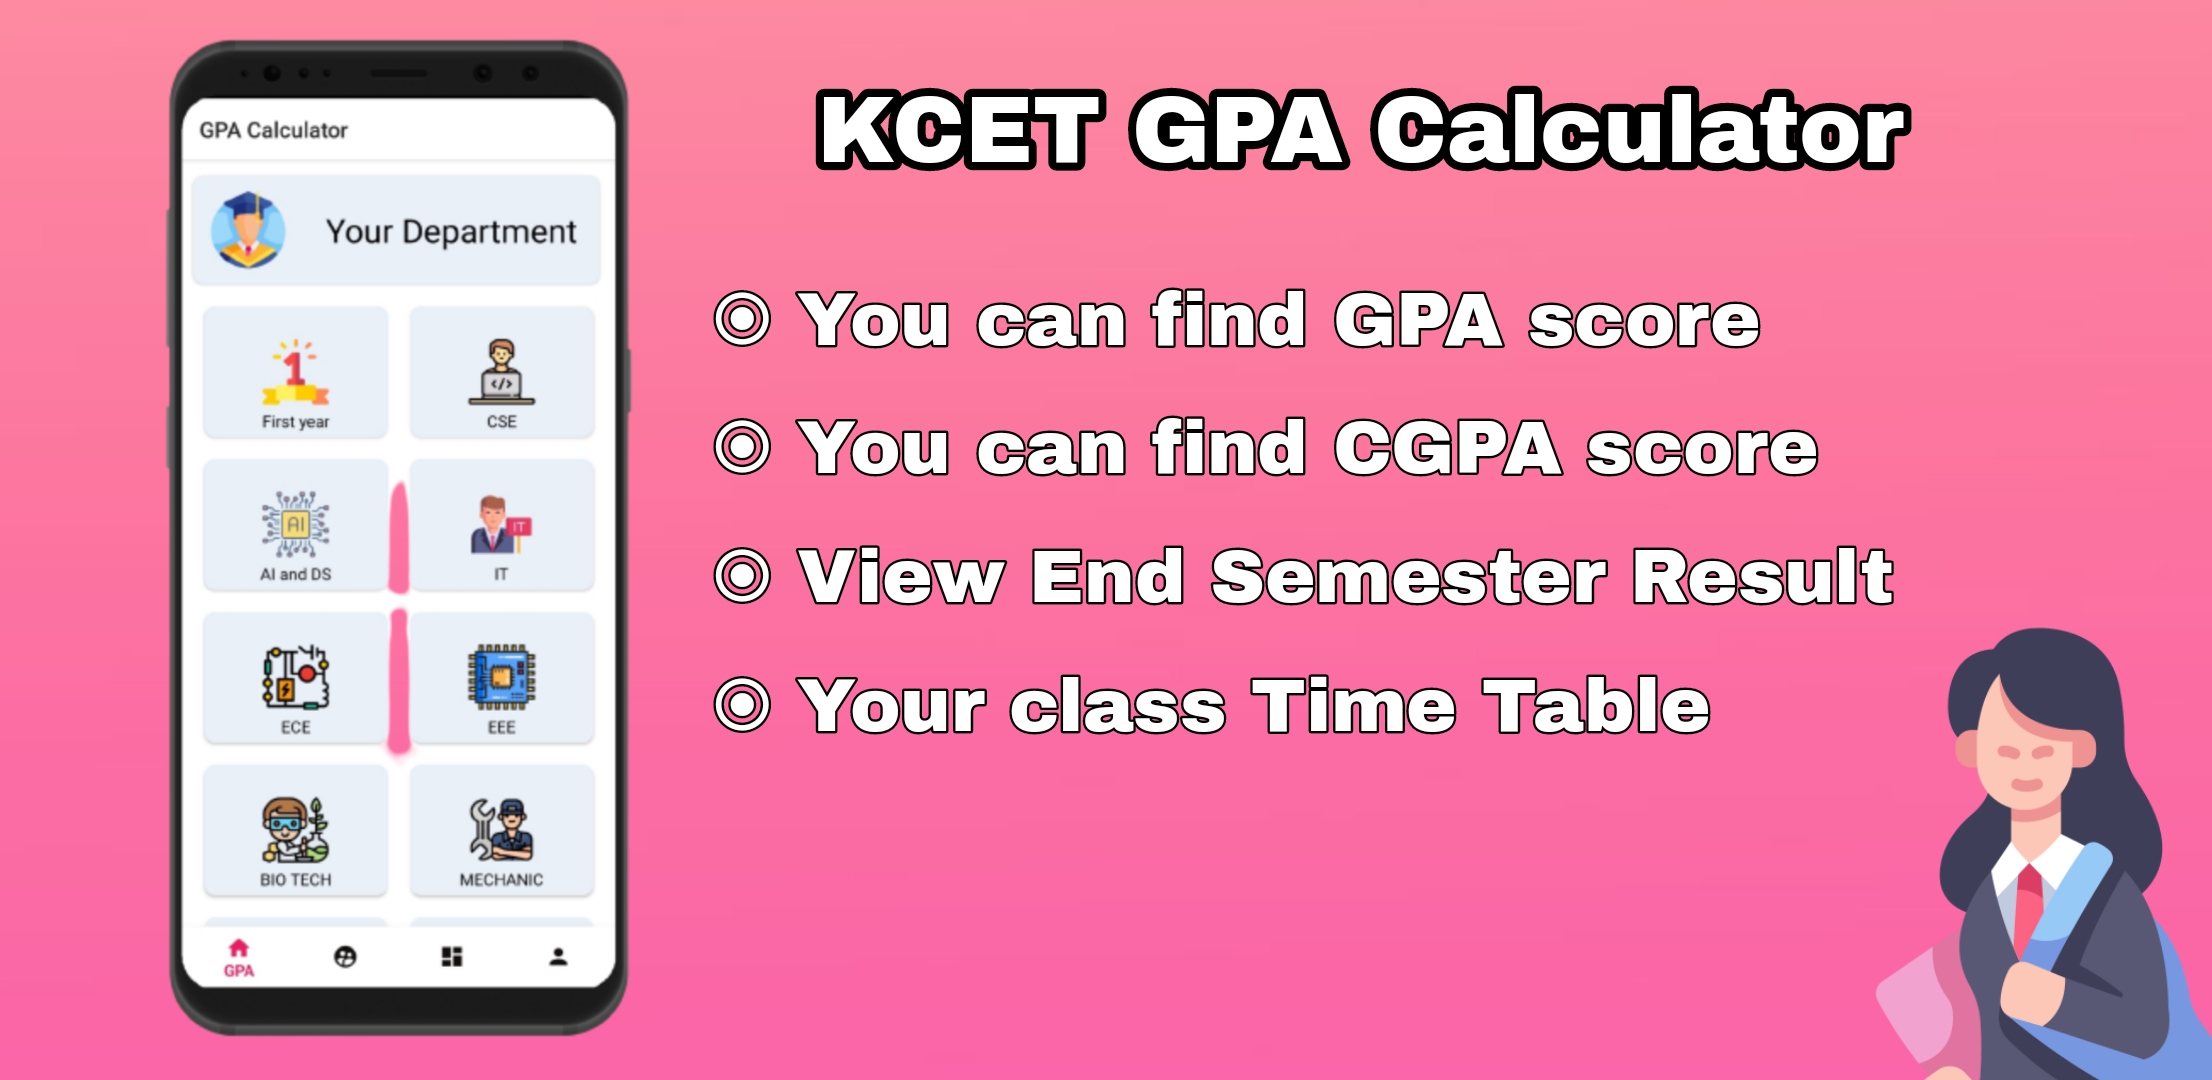 GPA Calculator
Your Department
First year
CSE
</>
AI
AI and DS
IT
IT
ECE
EEE
BIO TECH
MECHANIC
GPA
KCET GPA Calculator
You can find GPA score
You can find CGPA score
View End Semester Result
Your class Time Table